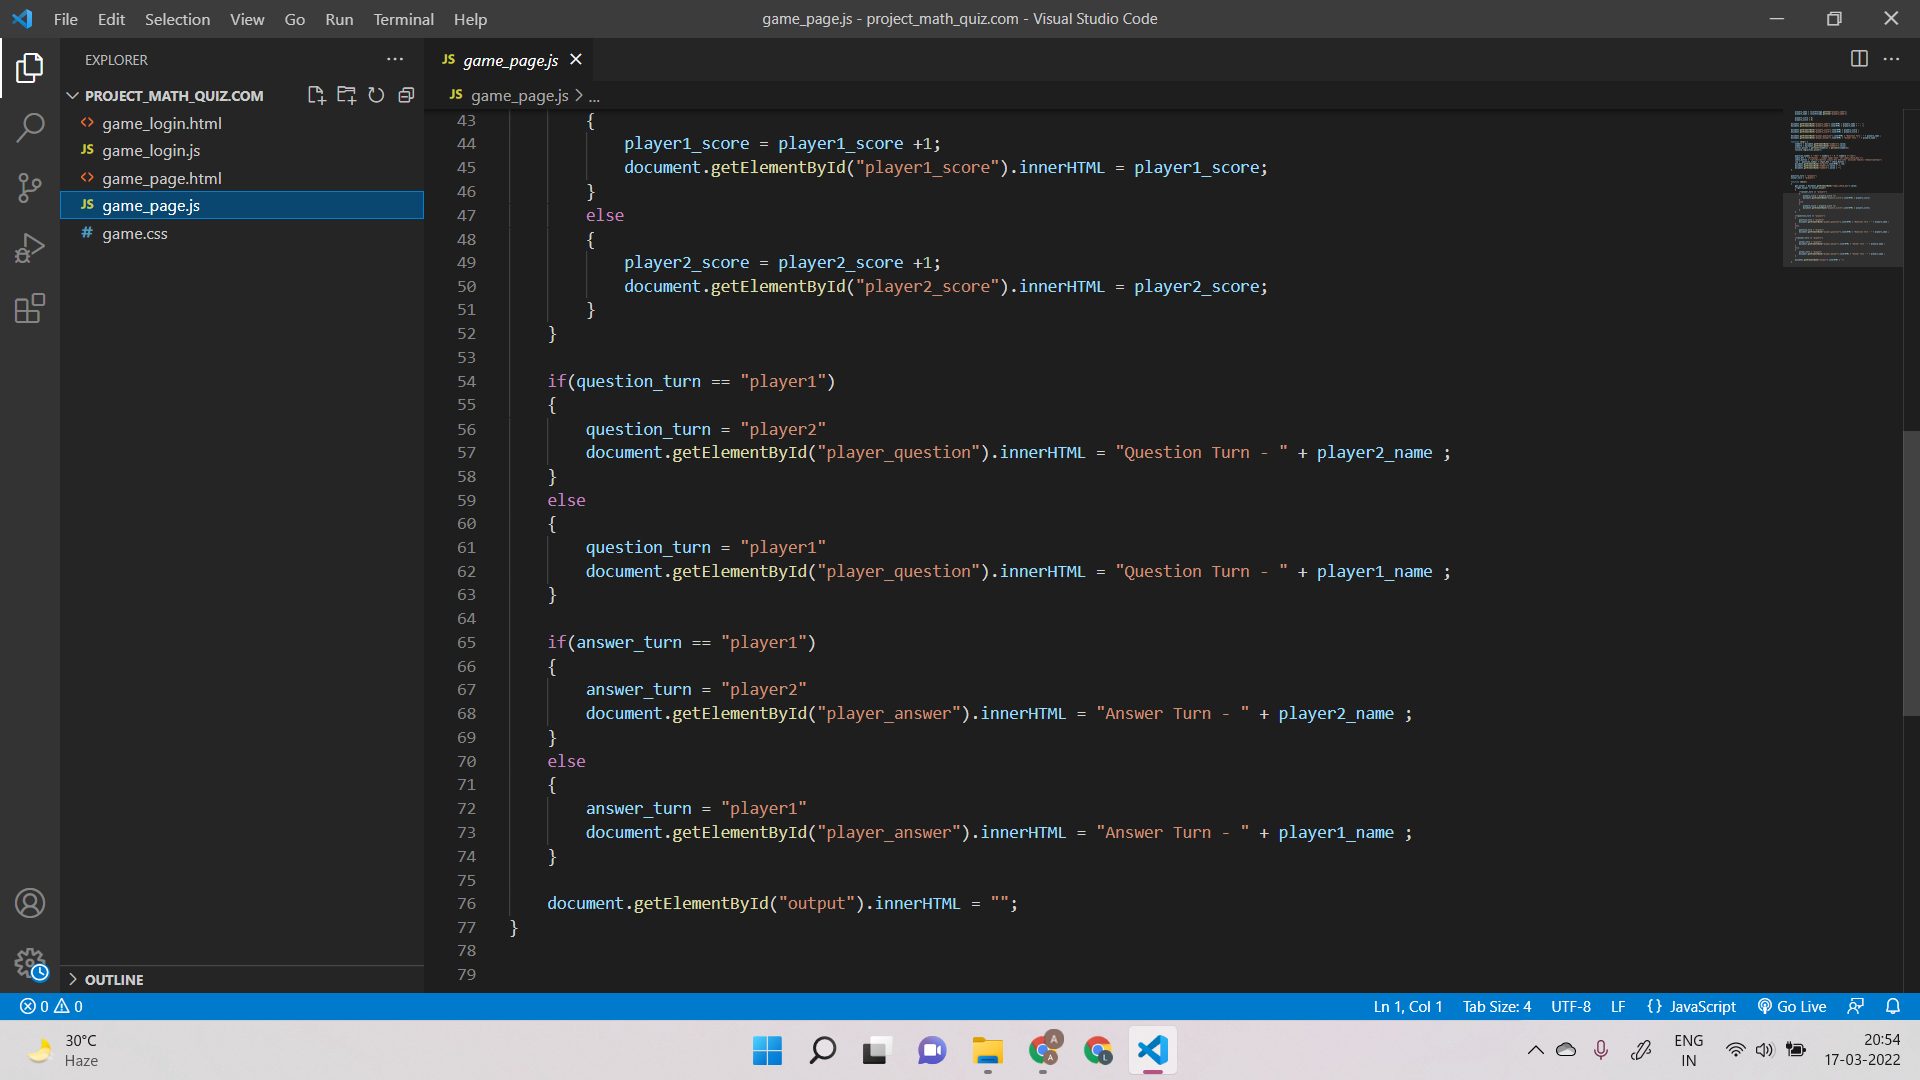 File Edit Selection View Go Run Terminal Help
game_page.js - project_math_quiz.com - Visual Studio Code
EXPLORER
PROJECT_MATH_QUIZ.COM
game_login.html
game_login.js
game_page.html
game_page.js
game.css
OUTLINE
JS game_page.js
JS game_page.js > ...
43 {
44 player1_score = player1_score +1;
45 document.getElementById("player1_score").innerHTML = player1_score;
46 }
47 else
48 {
49 player2_score = player2_score +1;
50 document.getElementById("player2_score").innerHTML = player2_score;
51 }
52 }
53
54 if(question_turn == "player1")
55 {
56 question_turn = "player2"
57 document.getElementById("player_question").innerHTML = "Question Turn - " + player2_name ;
58 }
59 else
60 {
61 question_turn = "player1"
62 document.getElementById("player_question").innerHTML = "Question Turn - " + player1_name ;
63 }
64
65 if(answer_turn == "player1")
66 {
67 answer_turn = "player2"
68 document.getElementById("player_answer").innerHTML = "Answer Turn - " + player2_name ;
69 }
70 else
71 {
72 answer_turn = "player1"
73 document.getElementById("player_answer").innerHTML = "Answer Turn - " + player1_name ;
74 }
75
76 document.getElementById("output").innerHTML = "";
77 }
78
79
0 0
Ln 1, Col 1 Tab Size: 4 UTF-8 LF {} JavaScript Go Live
30°C
Haze
ENG
IN
20:54
17-03-2022